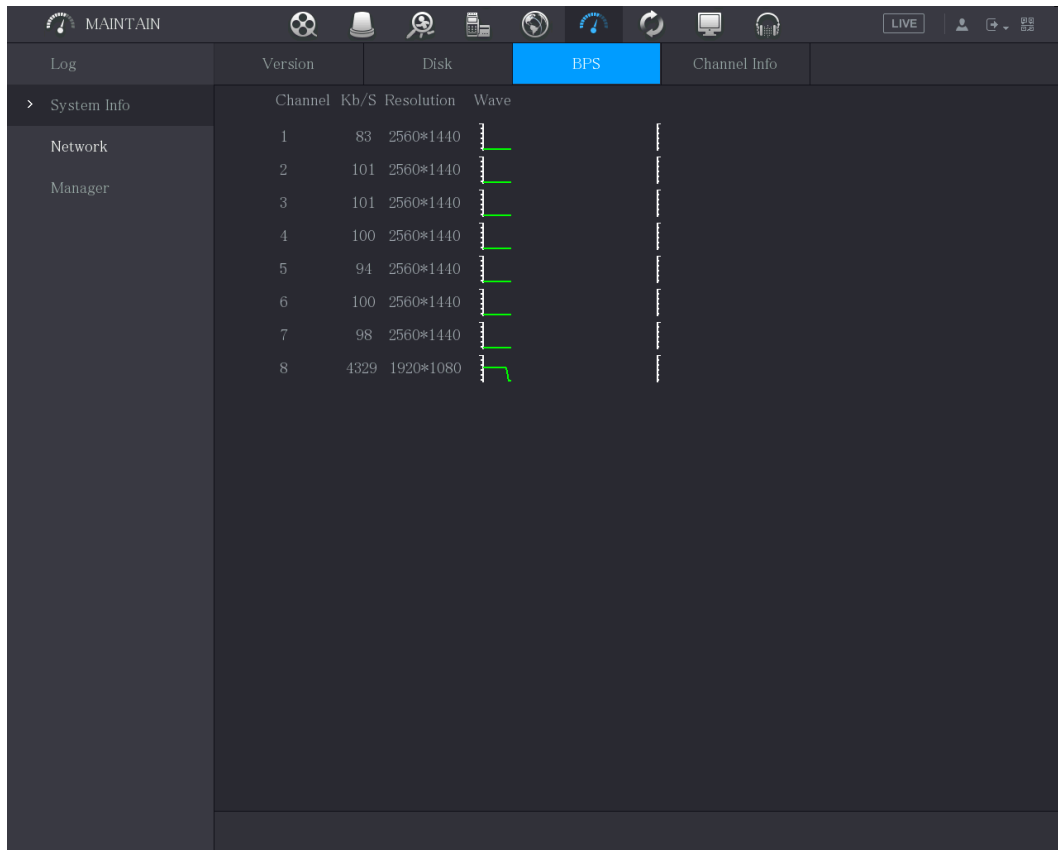 MAINTAIN LIVE
Log
System Info
Network
Manager
Version Disk BPS Channel Info
Channel Kb/S Resolution Wave
1 83 2560*1440
2 101 2560*1440
3 101 2560*1440
4 100 2560*1440
5 94 2560*1440
6 100 2560*1440
7 98 2560*1440
8 4329 1920*1080